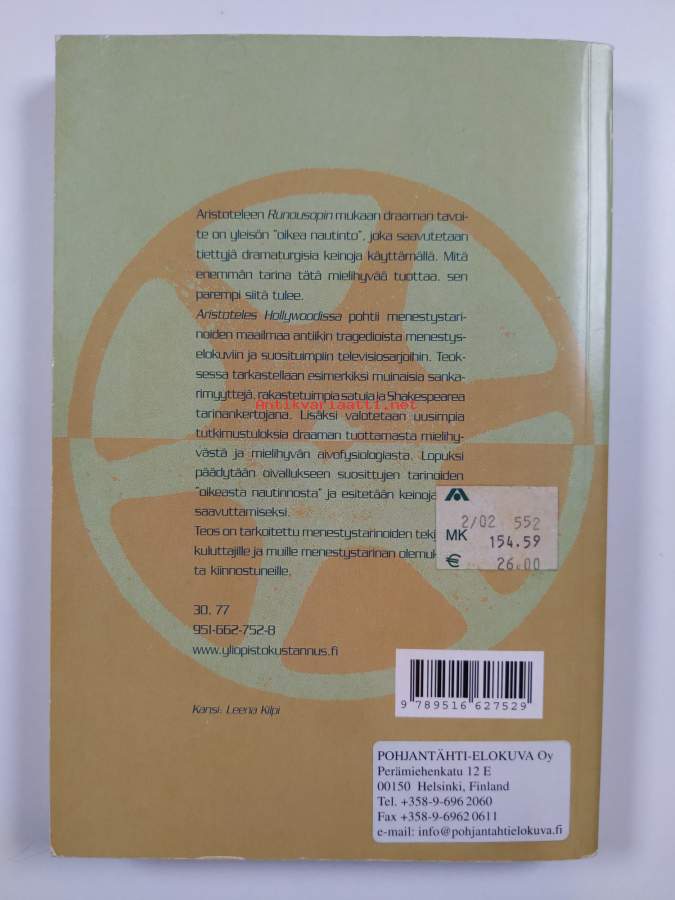 Aristoteleen Runousopin mukaan draaman tavoi-
te on yleisön "oikea nautinto", joka saavutetaan
tiettyjä dramaturgisia keinoja käyttämällä. Mitä
enemmän tarina tätä mielihyvää tuottaa, sen
parempi siitä tulee.
Aristoteles Hollywoodissa pohtii menestystari-
noiden maailmaa antiikin tragedioista menestys-
elokuviin ja suosituimpiin televisiosarjoihin. Teok-
sessa tarkastellaan esimerkiksi muinaisia sanka-
rimyyttejä, rakastetuimpia satuja ja Shakespearea
Antikvariaatti.net
tarinankertojana. Lisäksi valotetaan uusimpia
tutkimustuloksia draaman tuottamasta mielihy-
västä ja mielihyvän aivofysiologiasta. Lopuksi
päädytään oivallukseen suosittujen tarinoiden
"oikeasta nautinnosta" ja esitetään keinoja
saavuttamiseksi.
Teos on tarkoitettu menestystarinoiden teki
kuluttajille ja muille menestystarinan olemuk
ta kiinnostuneille.
2/02 552
MK 154.59
€ 26.00
30. 77
951-662-752-8
www.yliopistokustannus.fi
Kansi: Leena Kilpi
9 789516 627529
POHJANTÄHTI-ELOKUVA Oy
Perämiehenkatu 12 E
00150 Helsinki, Finland
Tel. +358-9-696 2060
Fax +358-9-6962 0611
e-mail: info@pohjantahtielokuva.fi